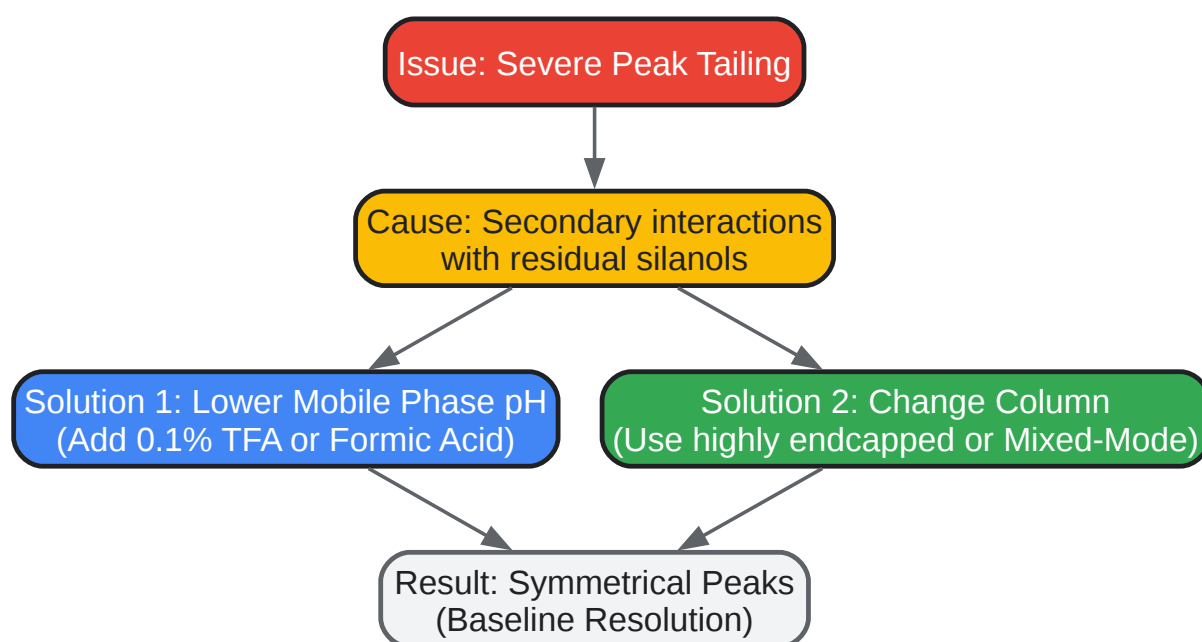 Issue: Severe Peak Tailing
Cause: Secondary interactions
with residual silanols
Solution 1: Lower Mobile Phase pH
(Add 0.1% TFA or Formic Acid)
Solution 2: Change Column
(Use highly endcapped or Mixed-Mode)
Result: Symmetrical Peaks
(Baseline Resolution)